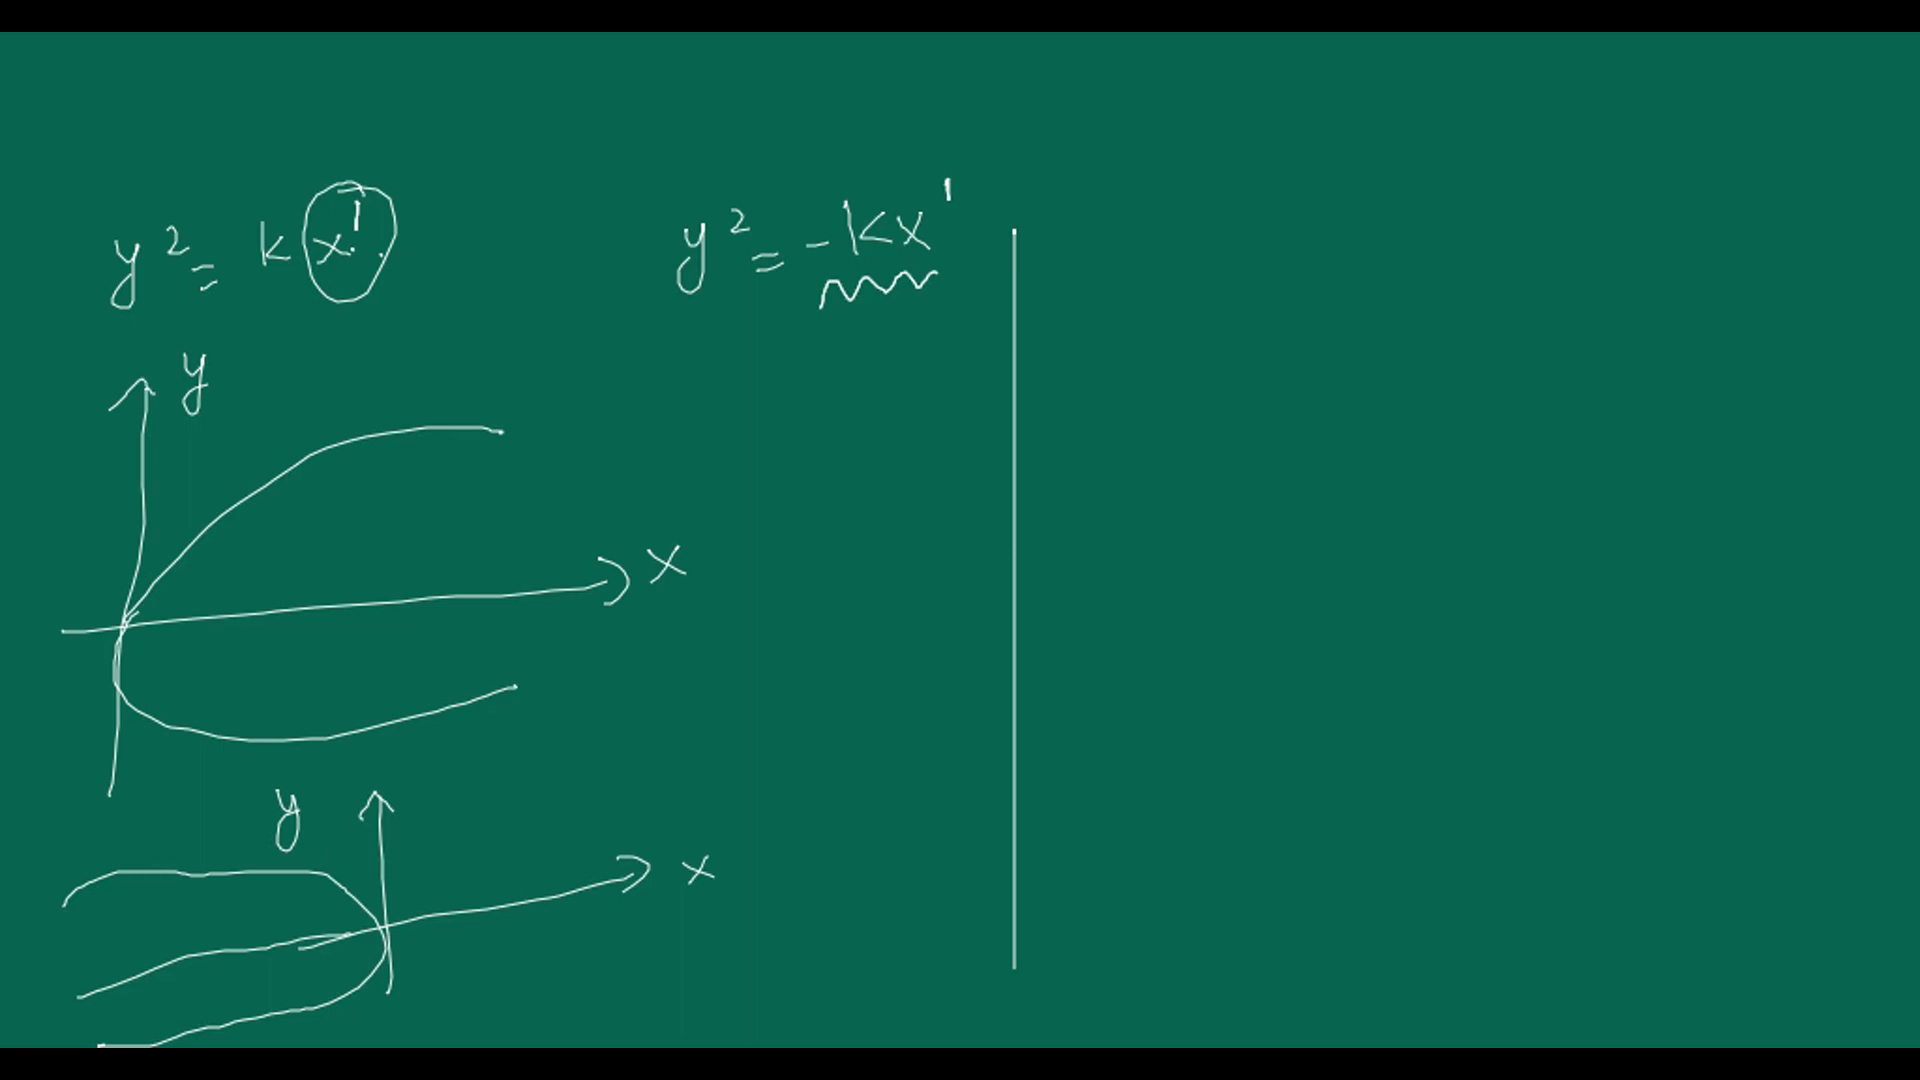 y² = kx¹
y² = -kx¹
y
x
y
x